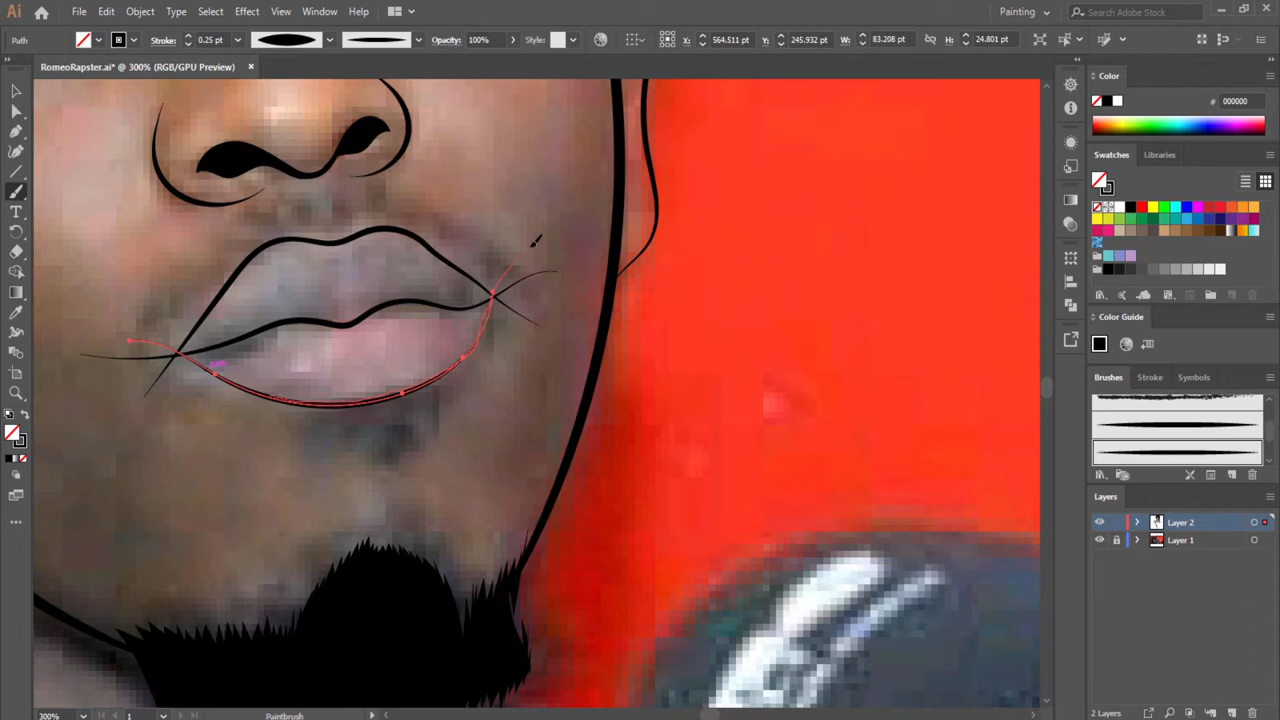 Ai File Edit Object Type Select Effect View Window Help Painting Search Adobe Stock
Path Stroke: 0.25 pt Opacity: 100% Style: X: 564.511 pt Y: 245.932 pt W: 83.208 pt H: 24.801 pt
RomeoRapster.ai* @ 300% (RGB/GPU Preview)
Color
# 000000
Swatches Libraries
Color Guide
Brushes Stroke Symbols
Layers
Layer 2
Layer 1
300% 1 Paintbrush 2 Layers